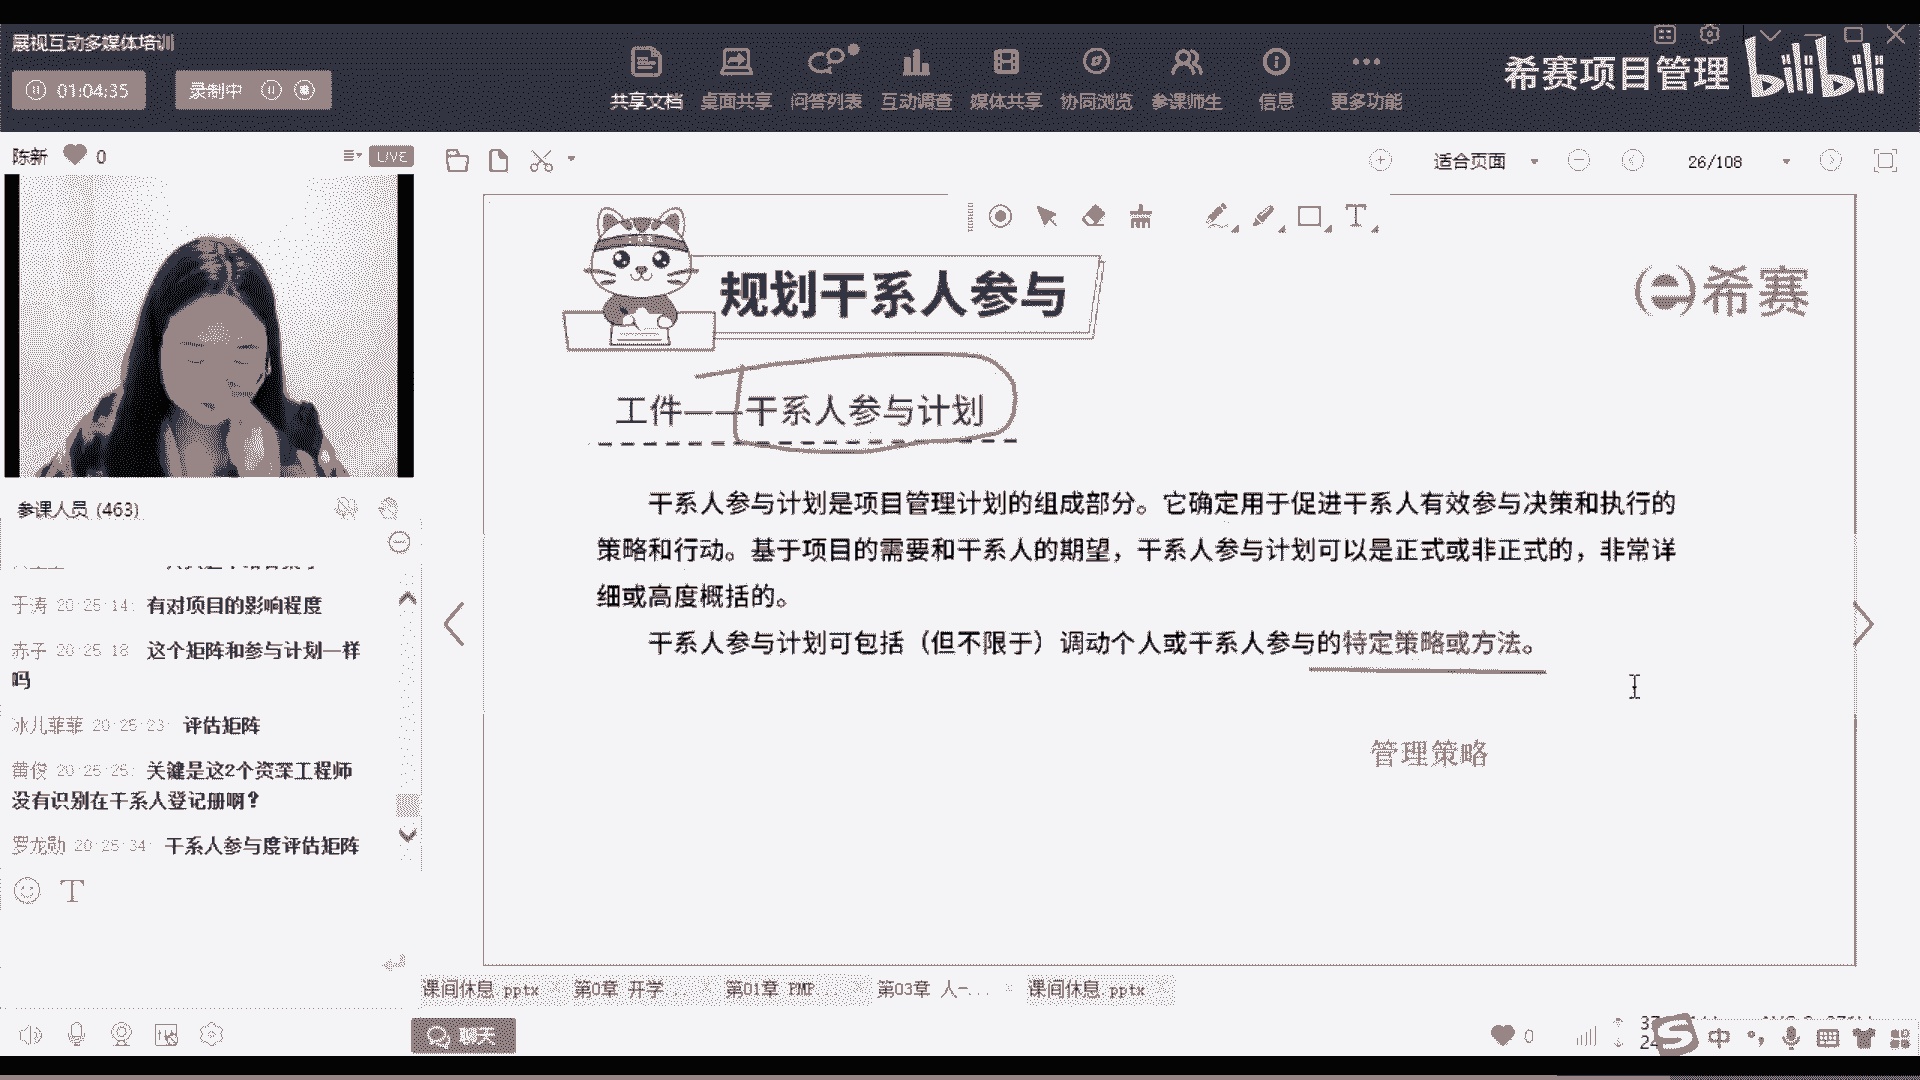 展视互动多媒体培训
01:04:35
录制中
共享文档 桌面共享 问答列表 互动调查 媒体共享 协同浏览 参课师生 信息 更多功能
希赛项目管理 bilibili
陈新 0 LIVE
适合页面 26/108
规划干系人参与
希赛
工件——干系人参与计划
干系人参与计划是项目管理计划的组成部分。它确定用于促进干系人有效参与决策和执行的
策略和行动。基于项目的需要和干系人的期望，干系人参与计划可以是正式或非正式的，非常详
细或高度概括的。
干系人参与计划可包括（但不限于）调动个人或干系人参与的特定策略或方法。
管理策略
参课人员 (463)
于涛 20:25:14: 有对项目的影响程度
赤子 20:25:18 这个矩阵和参与计划一样
吗
冰儿菲菲 20:25:23: 评估矩阵
苗俊 20:25:25: 关键是这2个资深工程师
没有识别在干系人登记册啊？
罗龙勋 20:25:34: 干系人参与度评估矩阵
T
课间休息.pptx 第0章 开学... 第01章 PMP... 第03章 人-... 课间休息.pptx
聊天
0
S 中